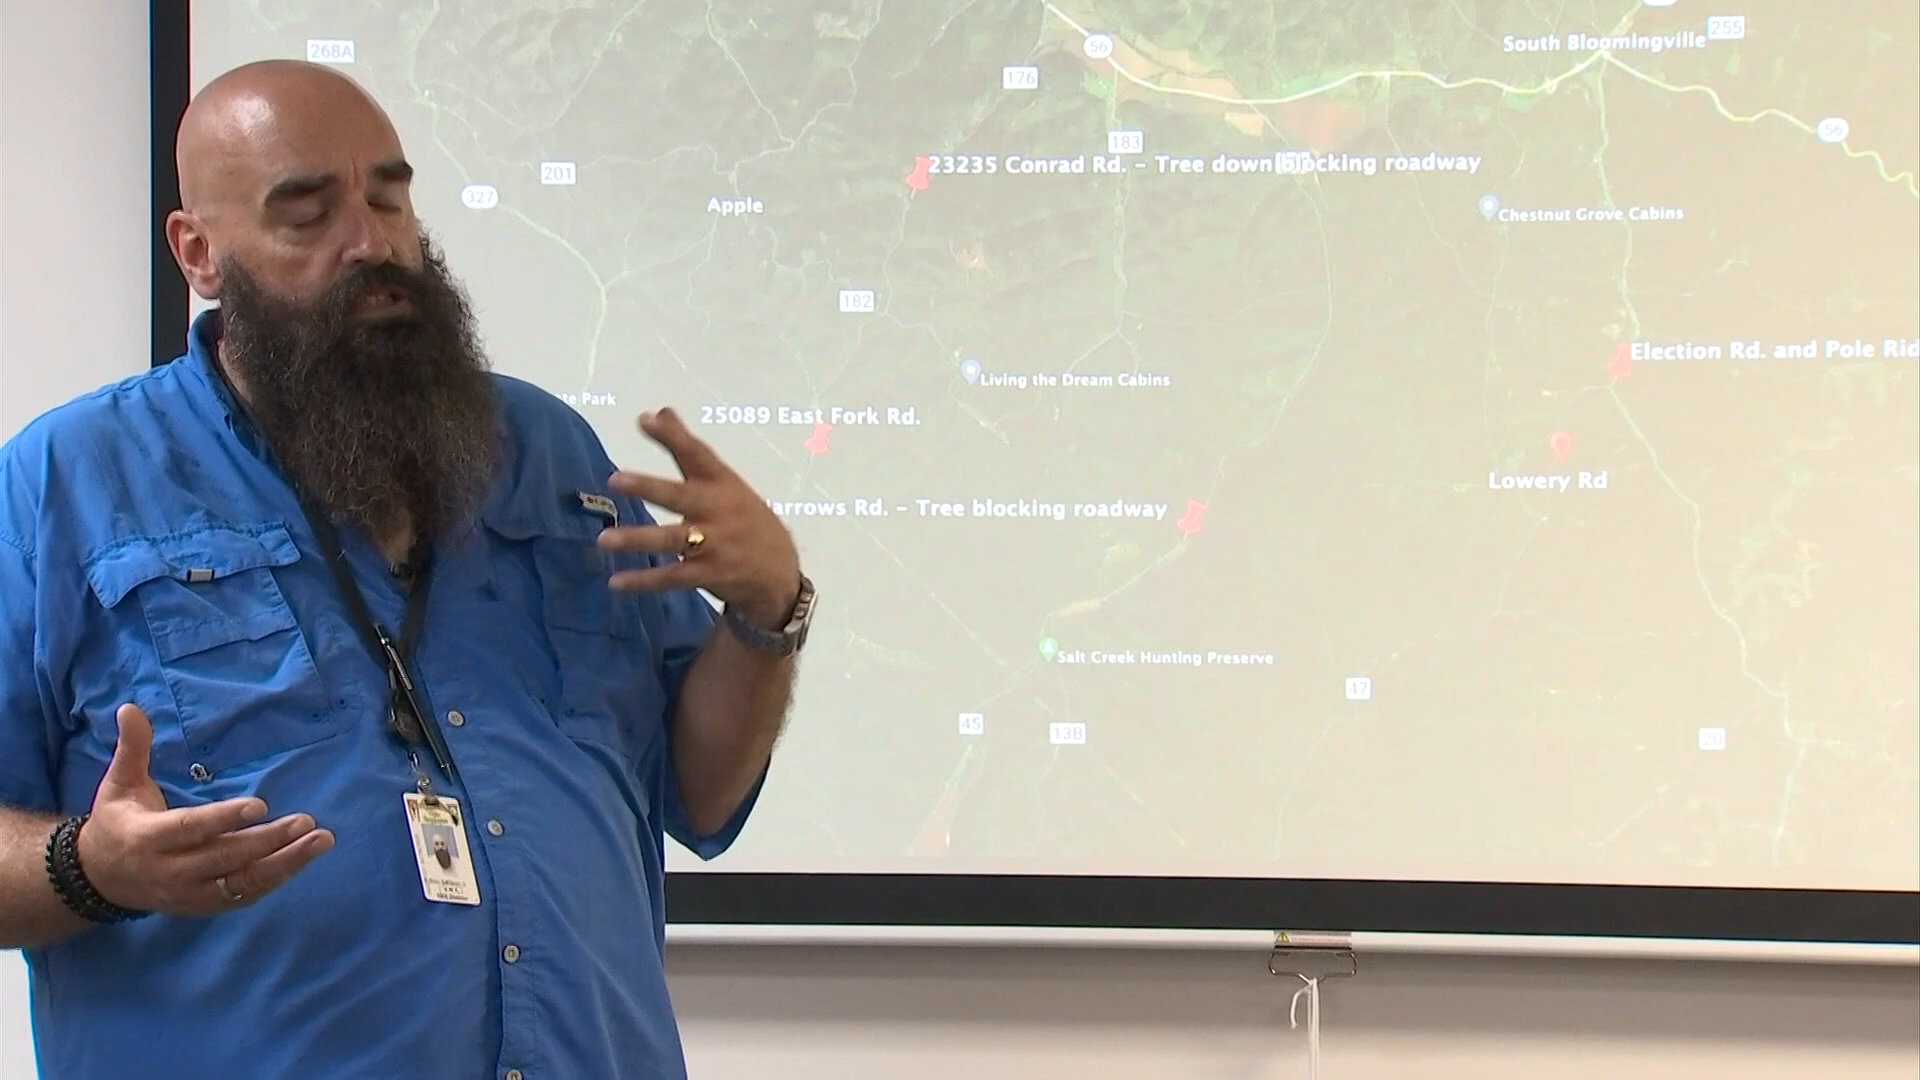 255
South Bloomingville
56
268A
176
56
183
23235 Conrad Rd. – Tree down blocking roadway
201
327
Apple
Chestnut Grove Cabins
182
Election Rd. and Pole Rid
Living the Dream Cabins
te Park
25089 East Fork Rd.
Lowery Rd
arrows Rd. – Tree blocking roadway
Salt Creek Hunting Preserve
47
45
13B
20